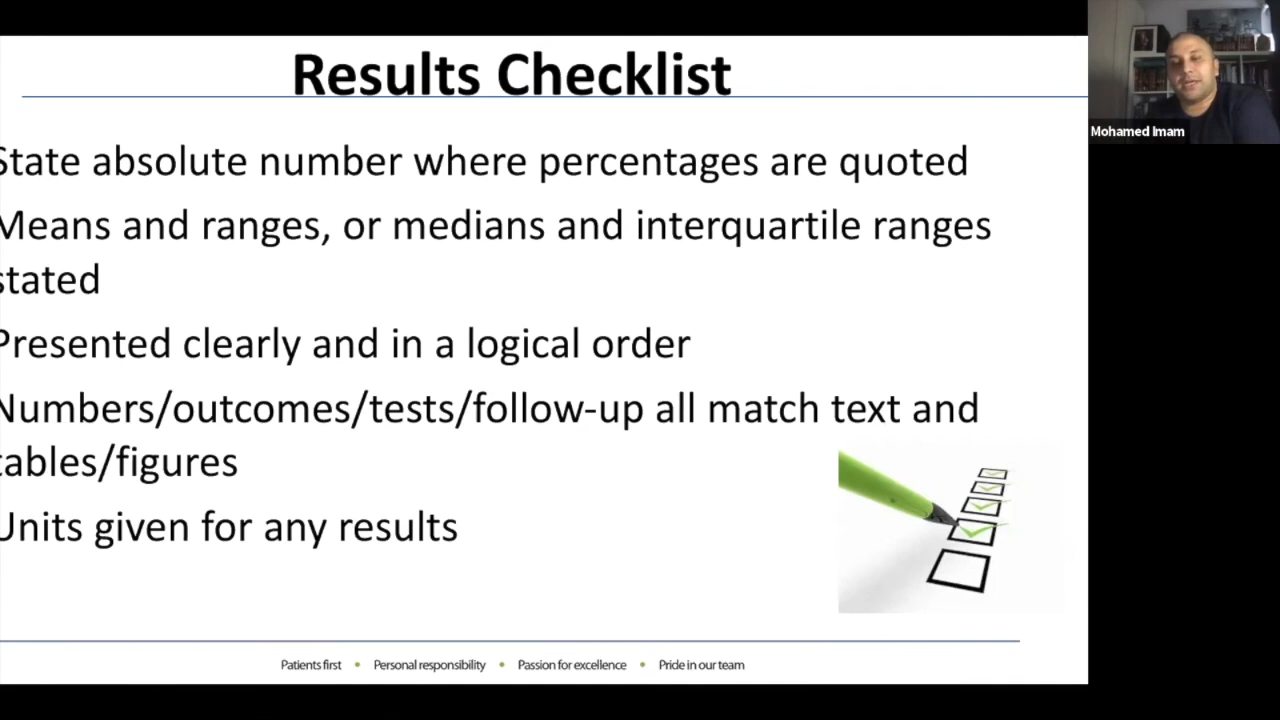 Results Checklist
State absolute number where percentages are quoted
Means and ranges, or medians and interquartile ranges
stated
Presented clearly and in a logical order
Numbers/outcomes/tests/follow-up all match text and
tables/figures
Units given for any results
Patients first • Personal responsibility • Passion for excellence • Pride in our team
Mohamed Imam